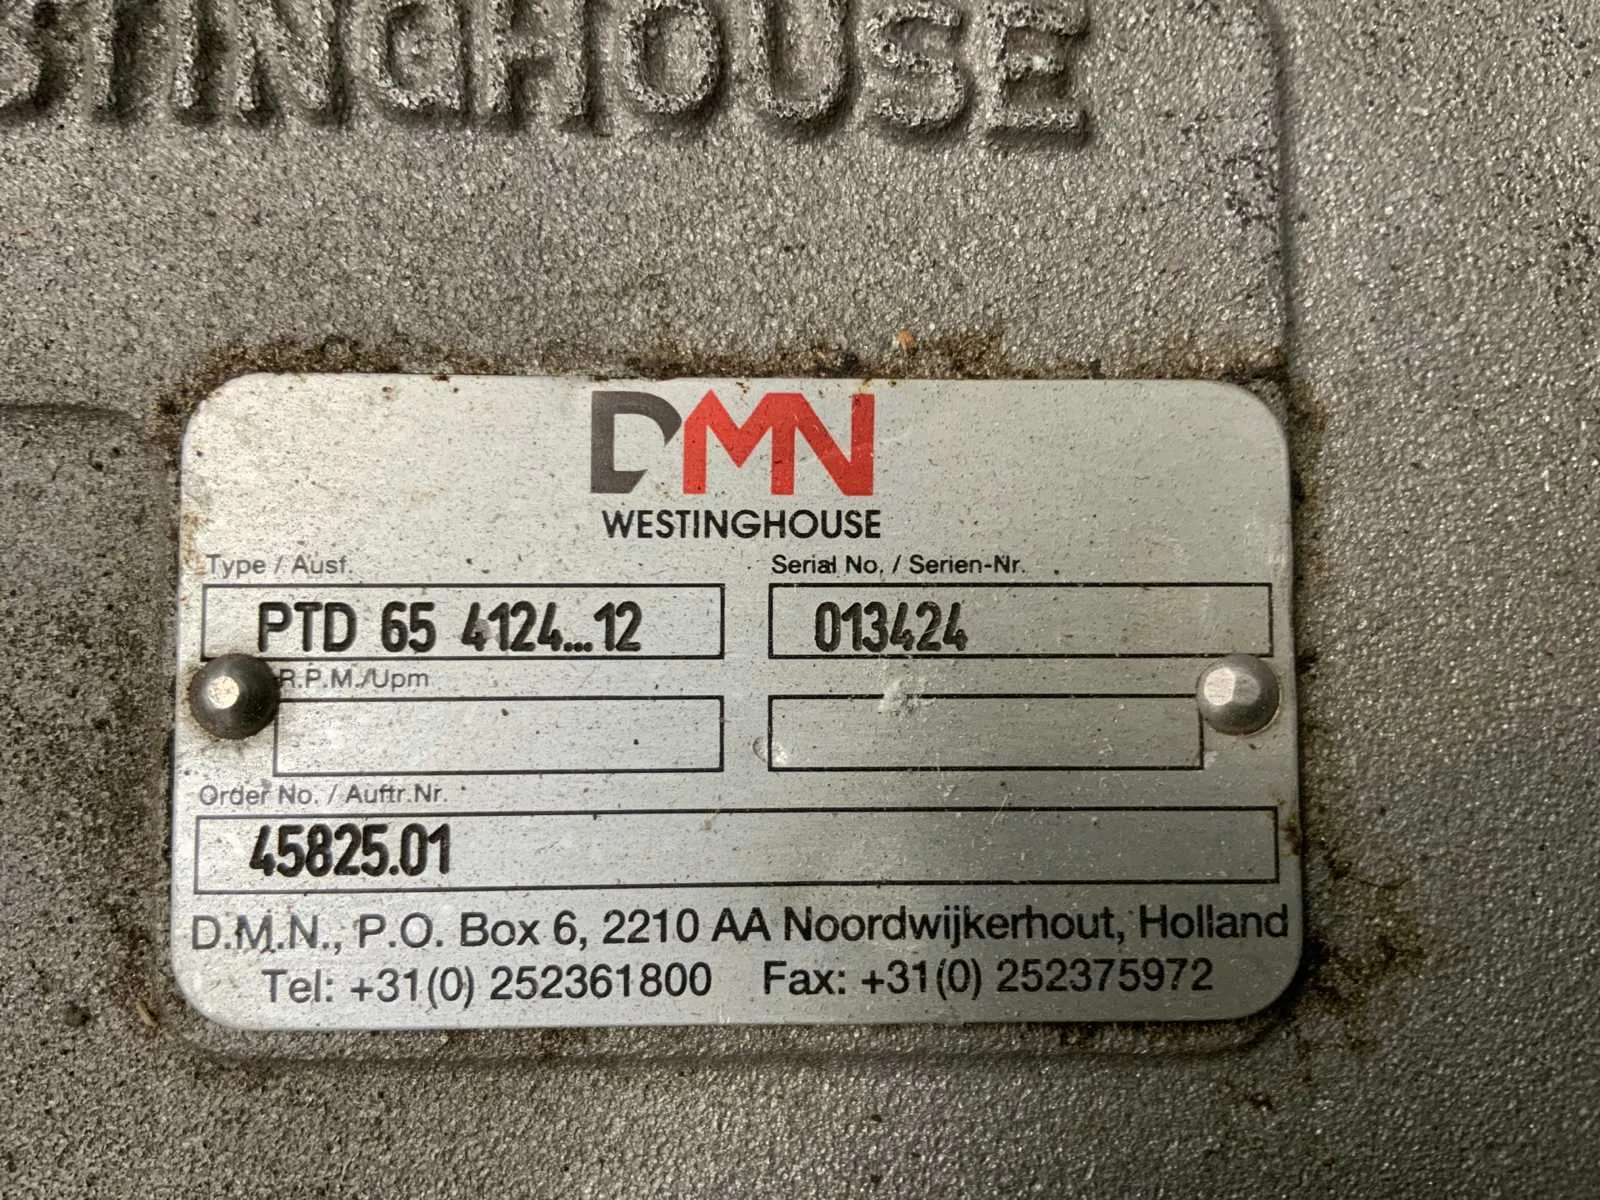 STINGHOUSE
DMN
WESTINGHOUSE
Type / Ausf. Serial No. / Serien-Nr.
PTD 65 4124...12 013424
R.P.M./Upm
Order No. / Auftr.Nr.
45825.01
D.M.N., P.O. Box 6, 2210 AA Noordwijkerhout, Holland
Tel: +31(0) 252361800 Fax: +31(0) 252375972